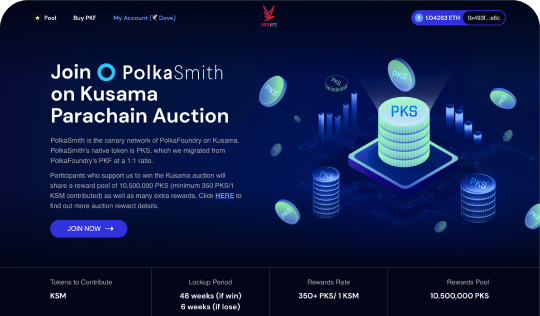 Pool
Buy PKF
My Account ( Dove)
RED KITE
1.04263 ETH
0x493f...e6c
Join PolkaSmith
on Kusama
Parachain Auction
PolkaSmith is the canary network of PolkaFoundry on Kusama.
PolkaSmith's native token is PKS, which we migrated from
PolkaFoundry's PKF at a 1:1 ratio.
Participants who support us to win the Kusama auction will
share a reward pool of 10,500,000 PKS (minimum 350 PKS/1
KSM contributed) as well as many extra rewards. Click HERE to
find out more auction reward details.
JOIN NOW
PKS
PKS
PKS
PKS
PKS
PKS
Tokens to Contribute
KSM
Lockup Period
48 weeks (if win)
6 weeks (if lose)
Rewards Rate
350+ PKS/ 1 KSM
Rewards Pool
10,500,000 PKS